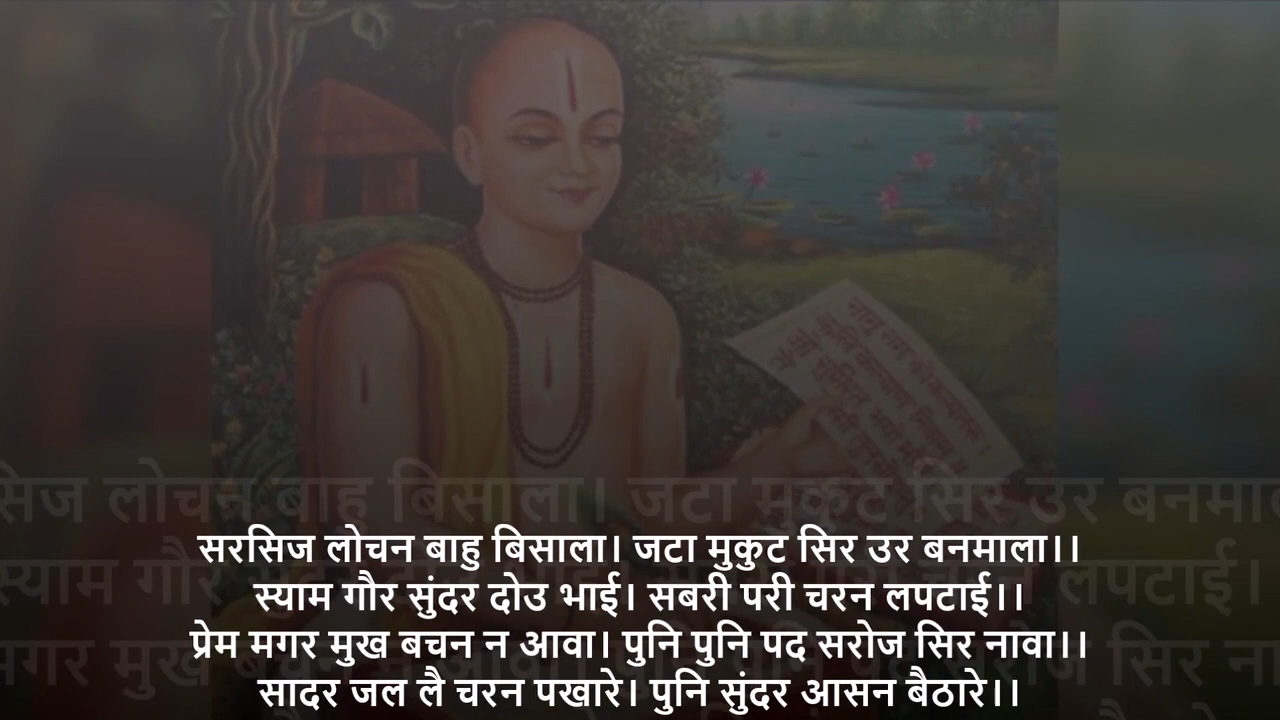 सरसिज लोचन बाहु बिसाला। जटा मुकुट सिर उर बनमाला।।
स्याम गौर सुंदर दोउ भाई। सबरी परी चरन लपटाई।।
प्रेम मगर मुख बचन न आवा। पुनि पुनि पद सरोज सिर नावा।।
सादर जल लै चरन पखारे। पुनि सुंदर आसन बैठारे।।